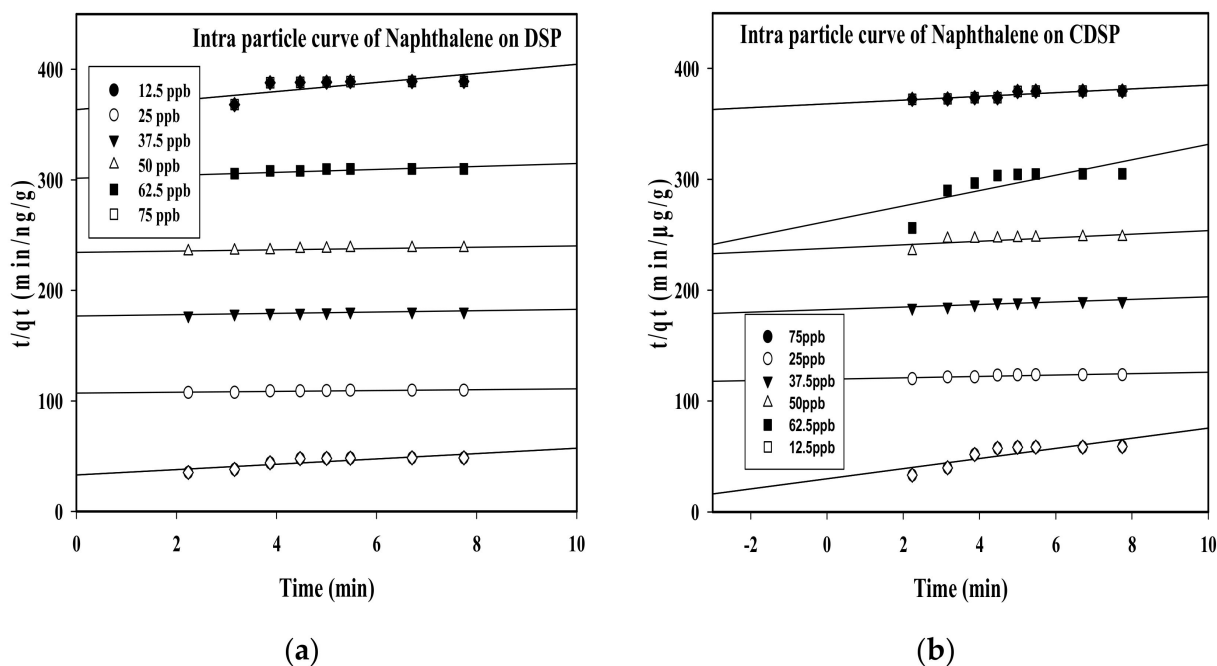 Intra particle curve of Naphthalene on DSP
400
300
200
100
0
t/qt (min/ng/g)
12.5 ppb
25 ppb
37.5 ppb
50 ppb
62.5 ppb
75 ppb
0 2 4 6 8 10
Time (min)
(a)
Intra particle curve of Naphthalene on CDSP
400
300
200
100
0
t/qt (min/µg/g)
75ppb
25ppb
37.5ppb
50ppb
62.5ppb
12.5ppb
-2 0 2 4 6 8 10
Time (min)
(b)